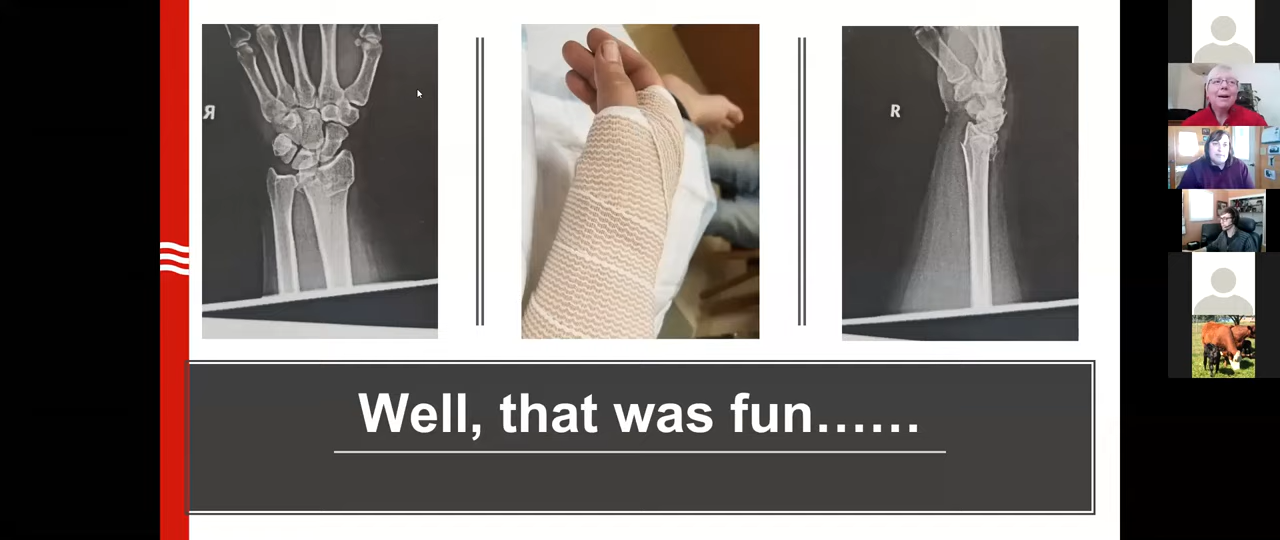 R
R
Well, that was fun......